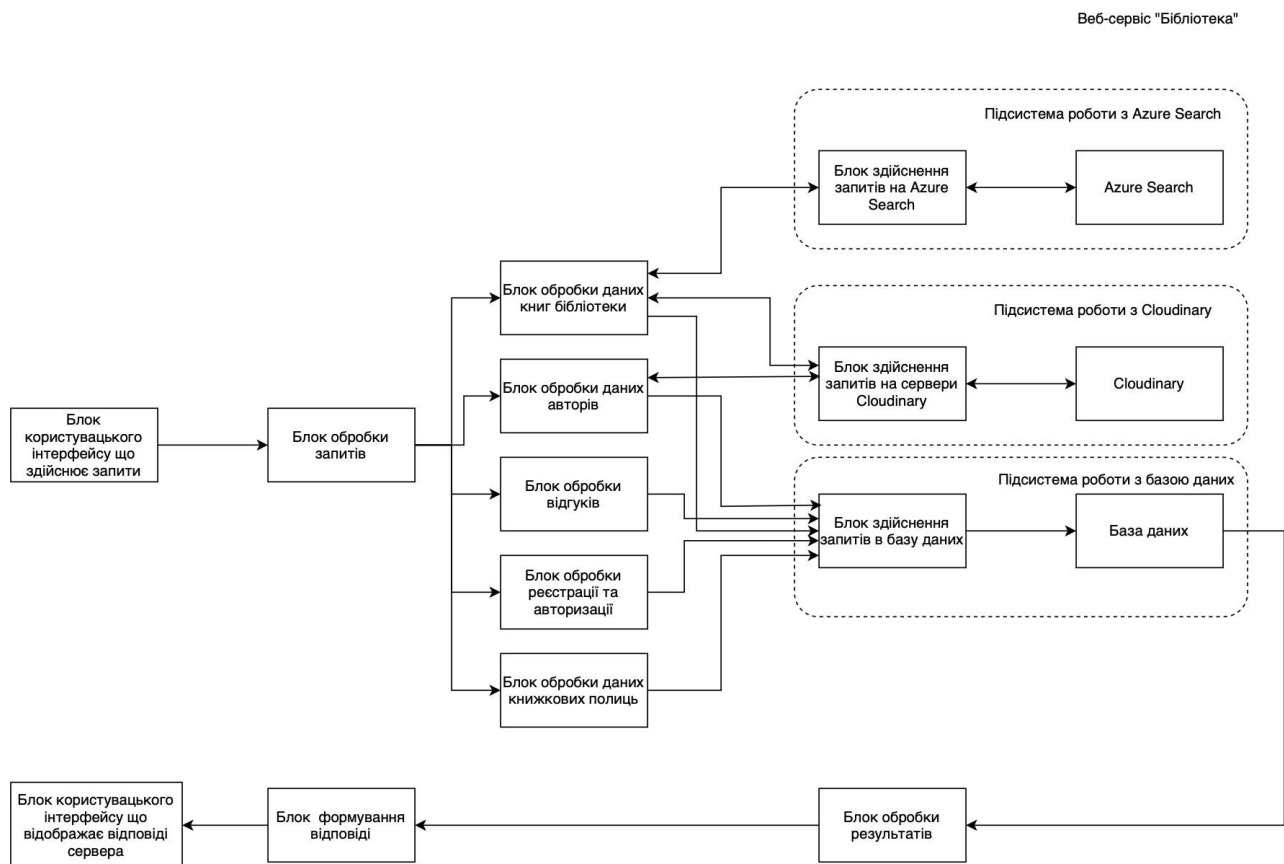 Веб-сервіс "Бібліотека"
Підсистема роботи з Azure Search
Блок здійснення
запитів на Azure
Search
Azure Search
Блок обробки даних
книг бібліотеки
Підсистема роботи з Cloudinary
Блок здійснення
запитів на сервери
Cloudinary
Cloudinary
Блок обробки даних
авторів
Блок
користувацького
інтерфейсу що
здійснює запити
Блок обробки
запитів
Блок обробки
відгуків
Підсистема роботи з базою даних
Блок здійснення
запитів в базу даних
База даних
Блок обробки
реєстрації та
авторизації
Блок обробки даних
книжкових полиць
Блок користувацького
інтерфейсу що
відображає відповіді
сервера
Блок формування
відповіді
Блок обробки
результатів